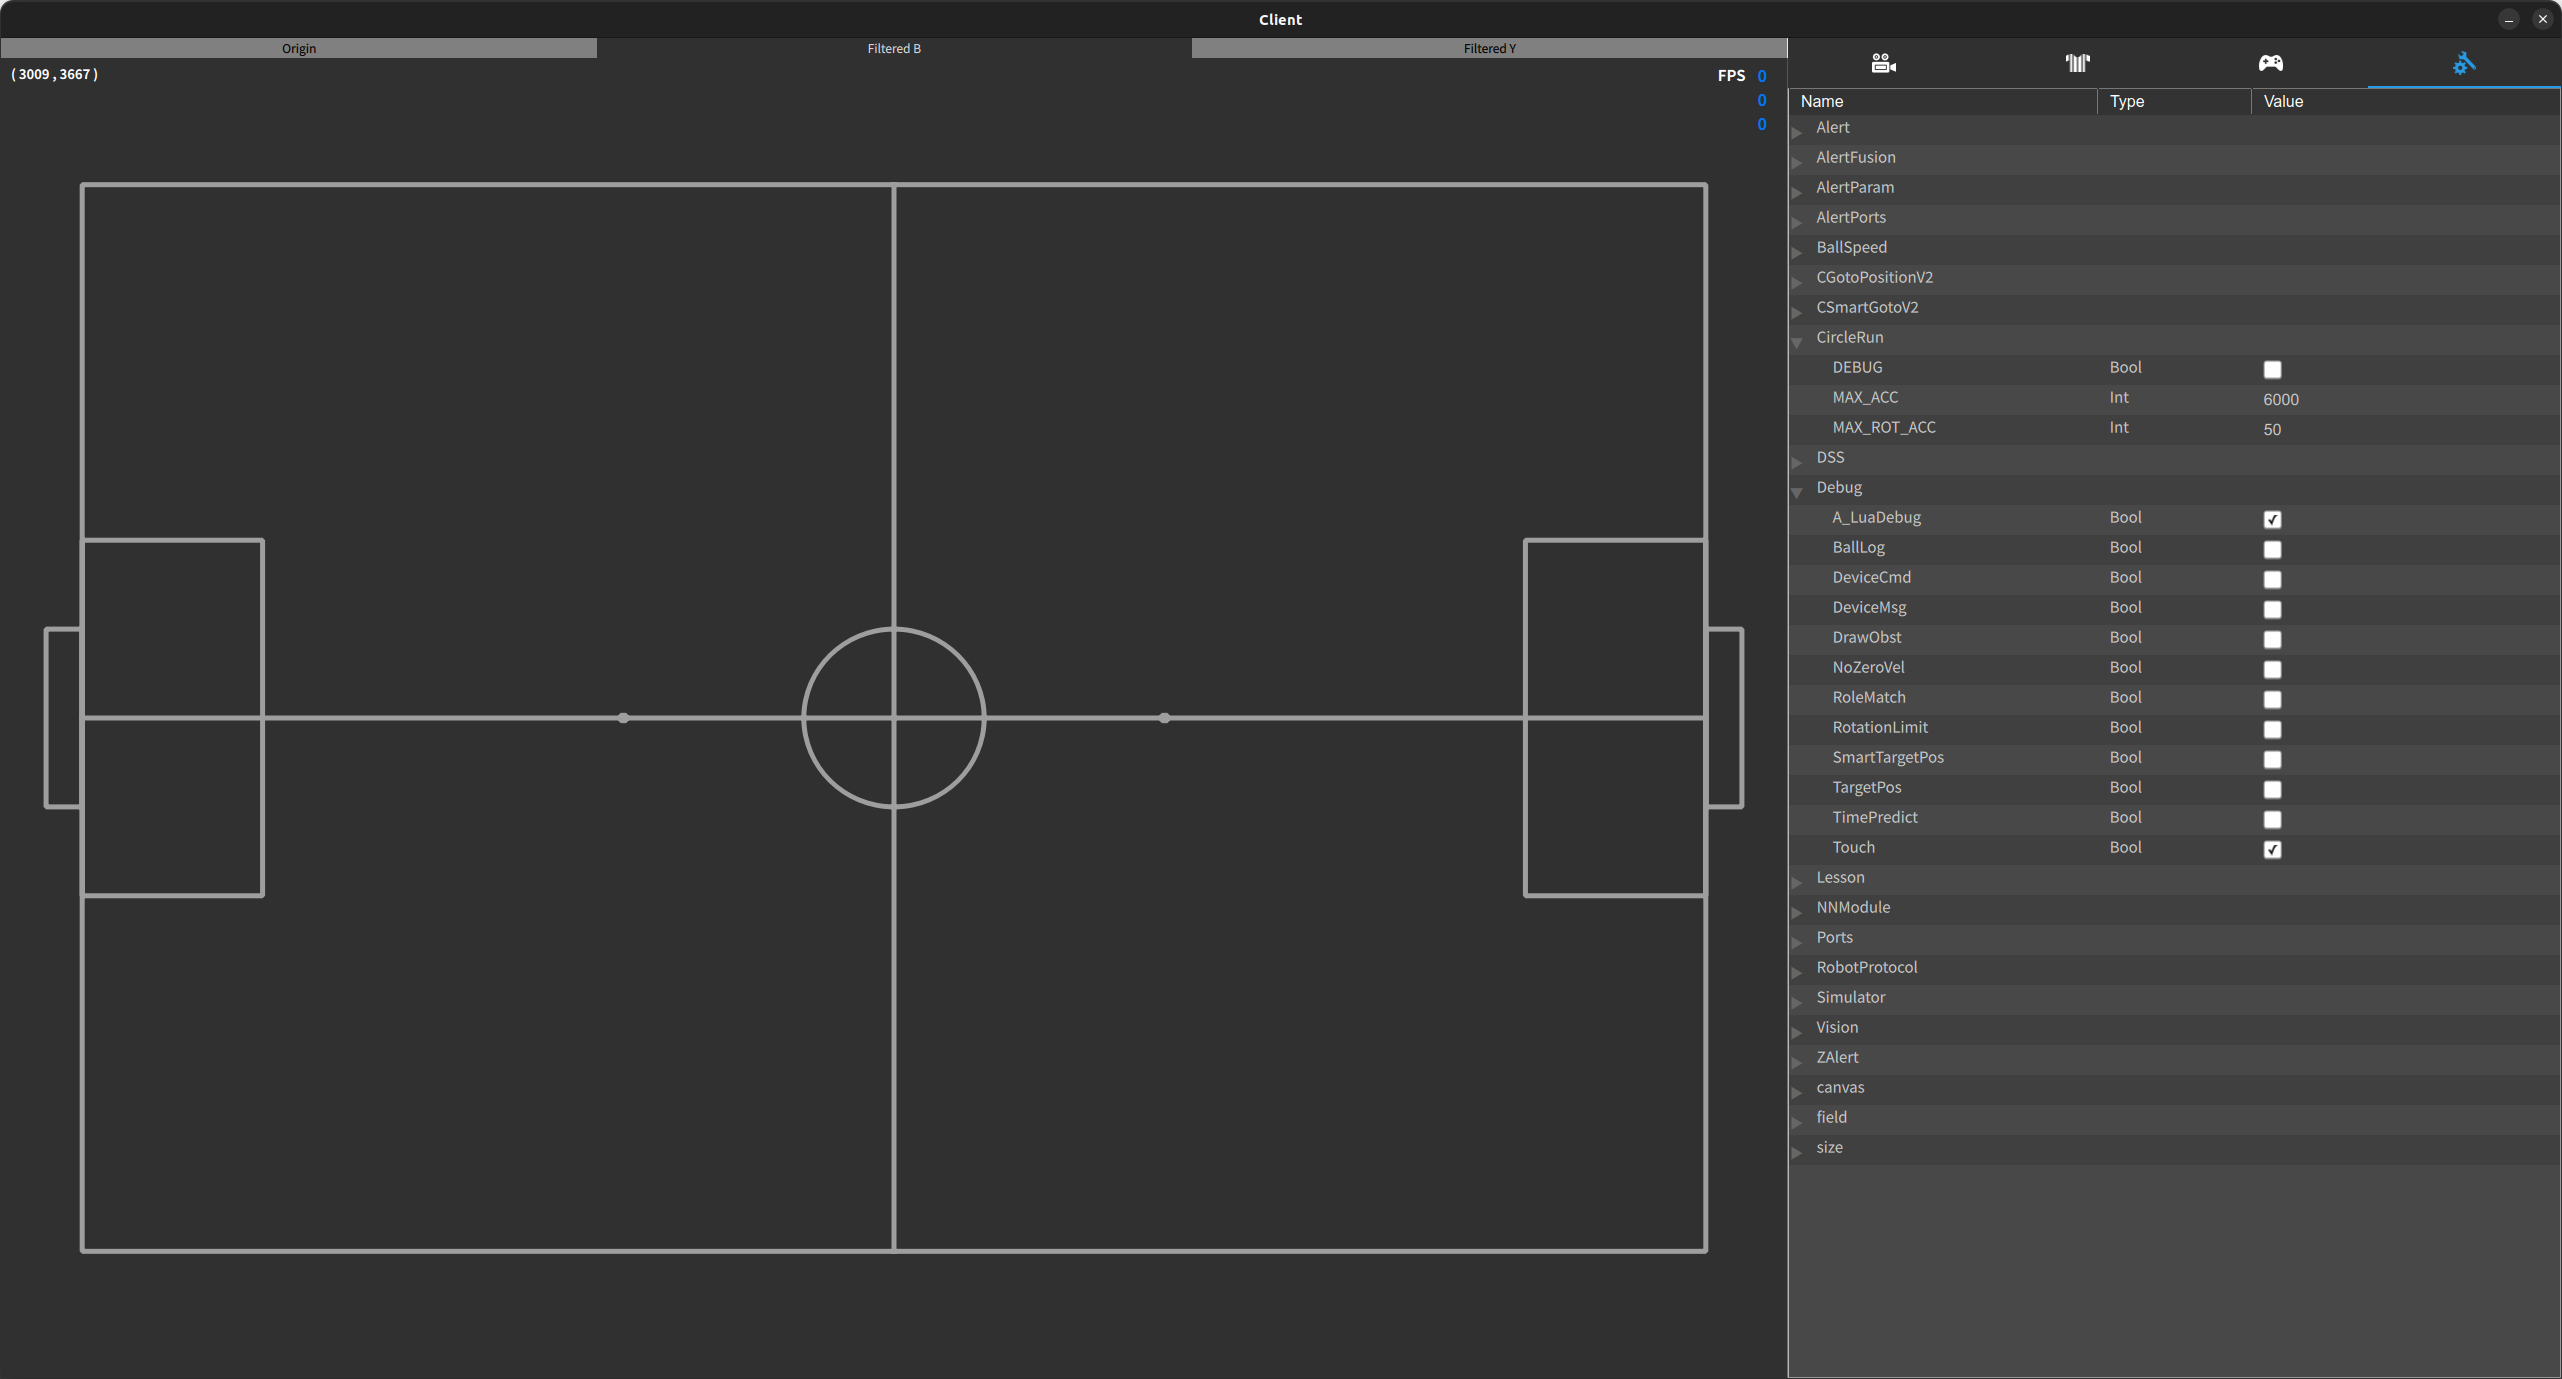 Client
Origin
Filtered B
Filtered Y
( 3009 , 3667 )
FPS 0
0
0
Name Type Value
Alert
AlertFusion
AlertParam
AlertPorts
BallSpeed
CGotoPositionV2
CSmartGotoV2
CircleRun
DEBUG Bool
MAX_ACC Int 6000
MAX_ROT_ACC Int 50
DSS
Debug
A_LuaDebug Bool
BallLog Bool
DeviceCmd Bool
DeviceMsg Bool
DrawObst Bool
NoZeroVel Bool
RoleMatch Bool
RotationLimit Bool
SmartTargetPos Bool
TargetPos Bool
TimePredict Bool
Touch Bool
Lesson
NNModule
Ports
RobotProtocol
Simulator
Vision
ZAlert
canvas
field
size